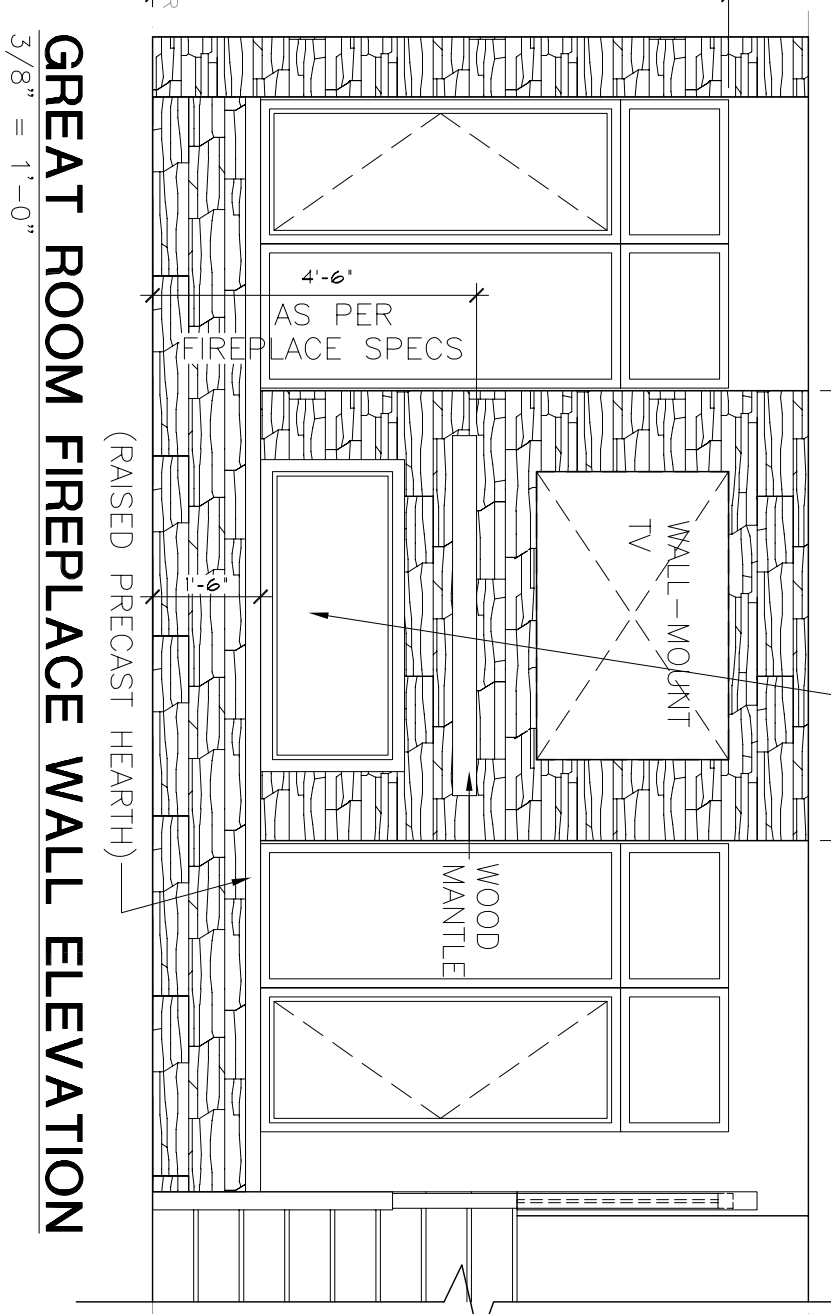 WALL-MOUNT
TV
4'-6"
AS PER
FIREPLACE SPECS
WOOD
MANTLE
1'-6"
(RAISED PRECAST HEARTH)
GREAT ROOM FIREPLACE WALL ELEVATION
3/8" = 1'-0"